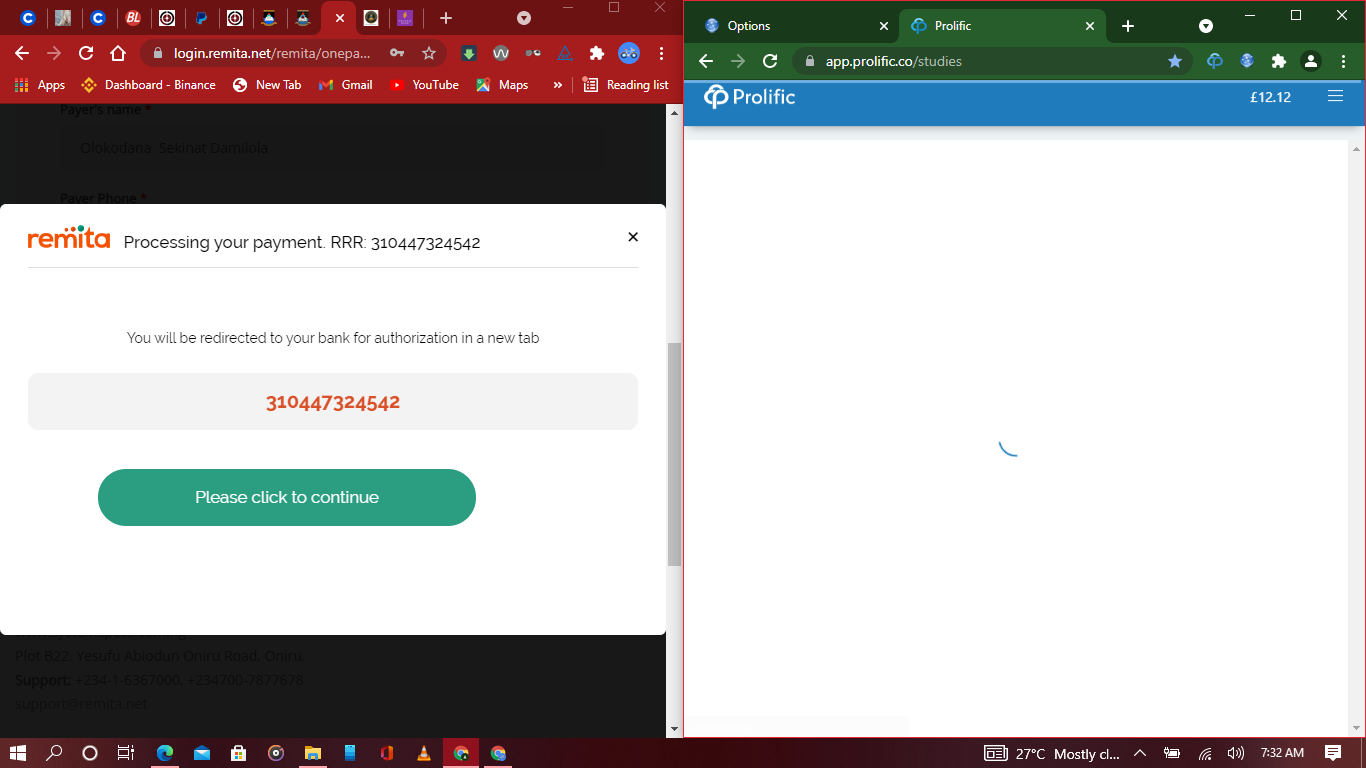 login.remita.net/remita/onepa...
Apps
Dashboard - Binance
New Tab
Gmail
YouTube
Maps
»
Reading list
Payer's name *
Olokodana Sekinat Damilola
Payer Phone *
remita
Processing your payment. RRR: 310447324542
You will be redirected to your bank for authorization in a new tab
310447324542
Please click to continue
Plot B22, Yesufu Abiodun Oniru Road, Oniru.
Support: +234-1-6367000, +234700-7877678
support@remita.net
Options
Prolific
app.prolific.co/studies
Prolific
£12.12
27°C Mostly cl...
7:32 AM